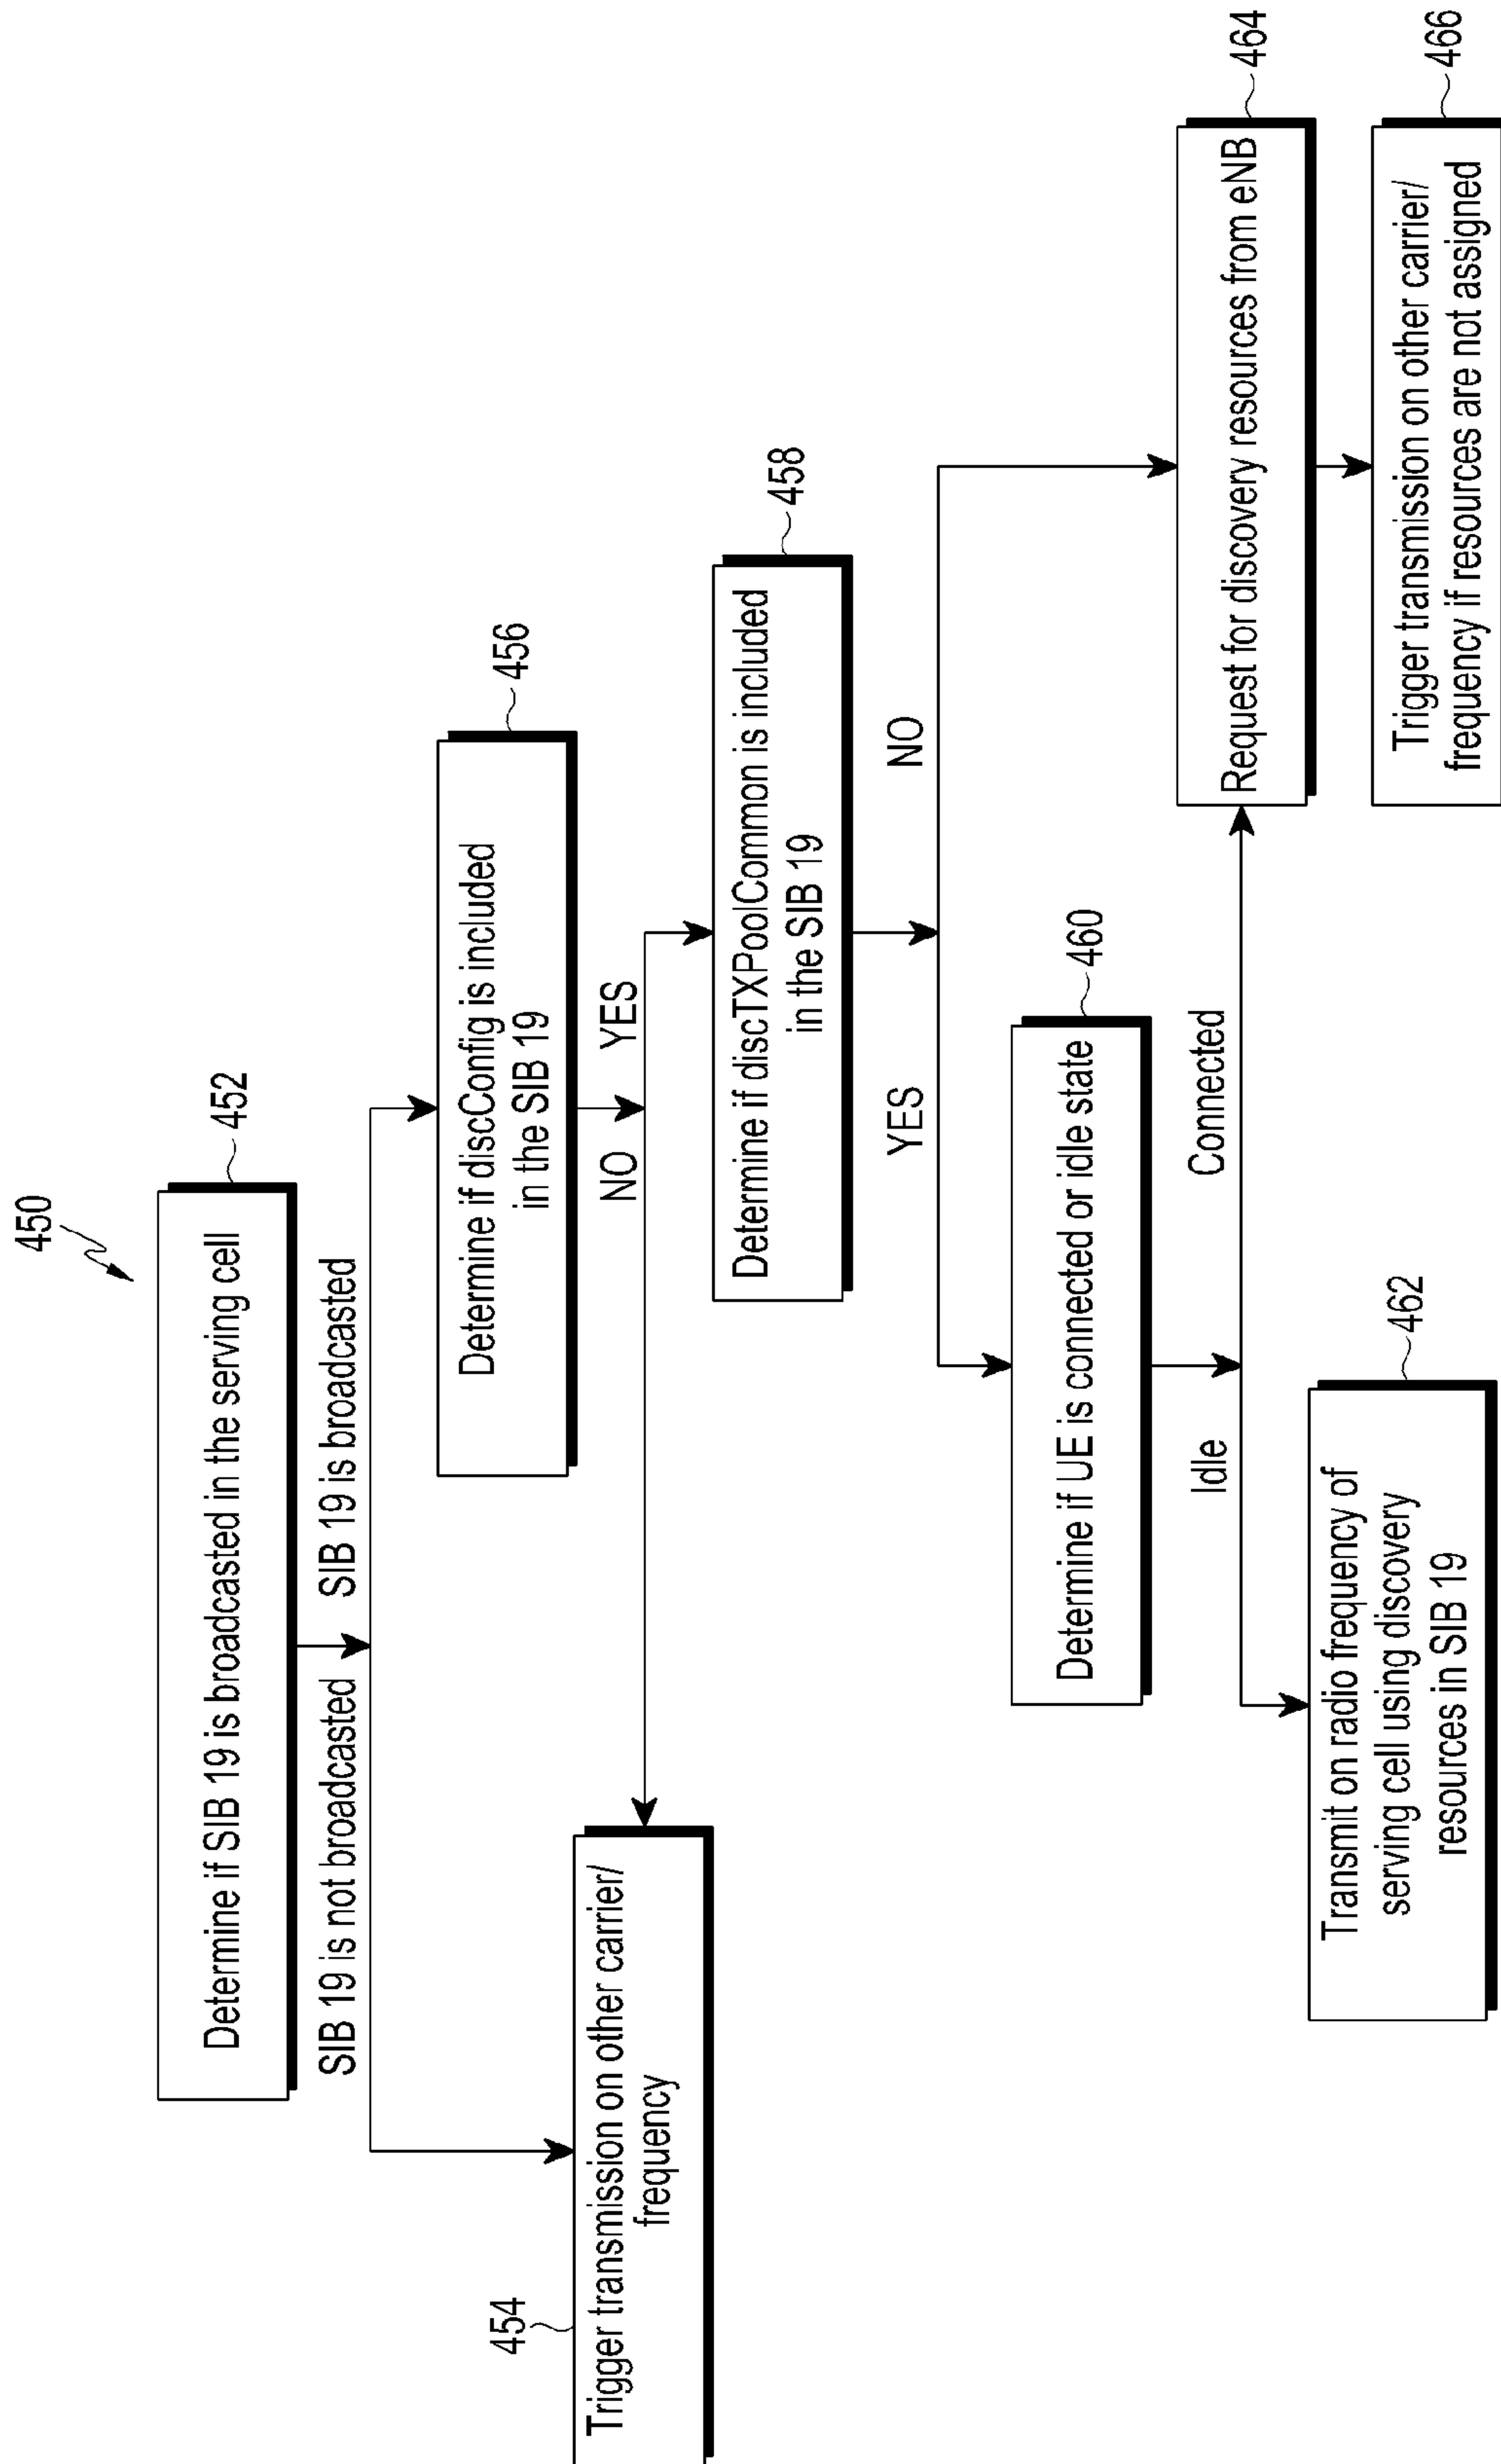 450
Determine if SIB 19 is broadcasted in the serving cell
452
SIB 19 is not broadcasted
SIB 19 is broadcasted
454
Trigger transmission on other carrier/
frequency
Determine if discConfig is included
in the SIB 19
456
NO
YES
Determine if discTXPoolCommon is included
in the SIB 19
458
YES
NO
Determine if UE is connected or idle state
460
Idle
Connected
Transmit on radio frequency of
serving cell using discovery
resources in SIB 19
462
Request for discovery resources from eNB
464
Trigger transmission on other carrier/
frequency if resources are not assigned
466